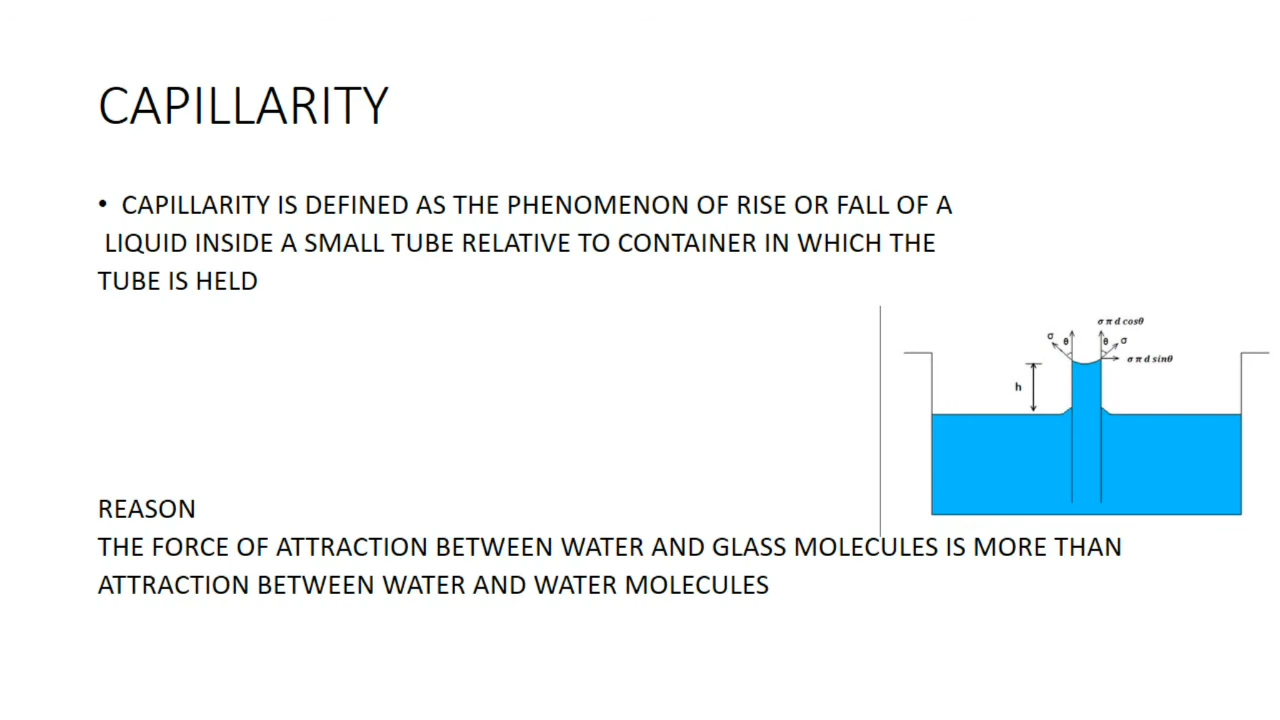 CAPILLARITY
• CAPILLARITY IS DEFINED AS THE PHENOMENON OF RISE OR FALL OF A
LIQUID INSIDE A SMALL TUBE RELATIVE TO CONTAINER IN WHICH THE
TUBE IS HELD
σ π d cosθ
σ θ θ σ
σ π d sinθ
h
REASON
THE FORCE OF ATTRACTION BETWEEN WATER AND GLASS MOLECULES IS MORE THAN
ATTRACTION BETWEEN WATER AND WATER MOLECULES